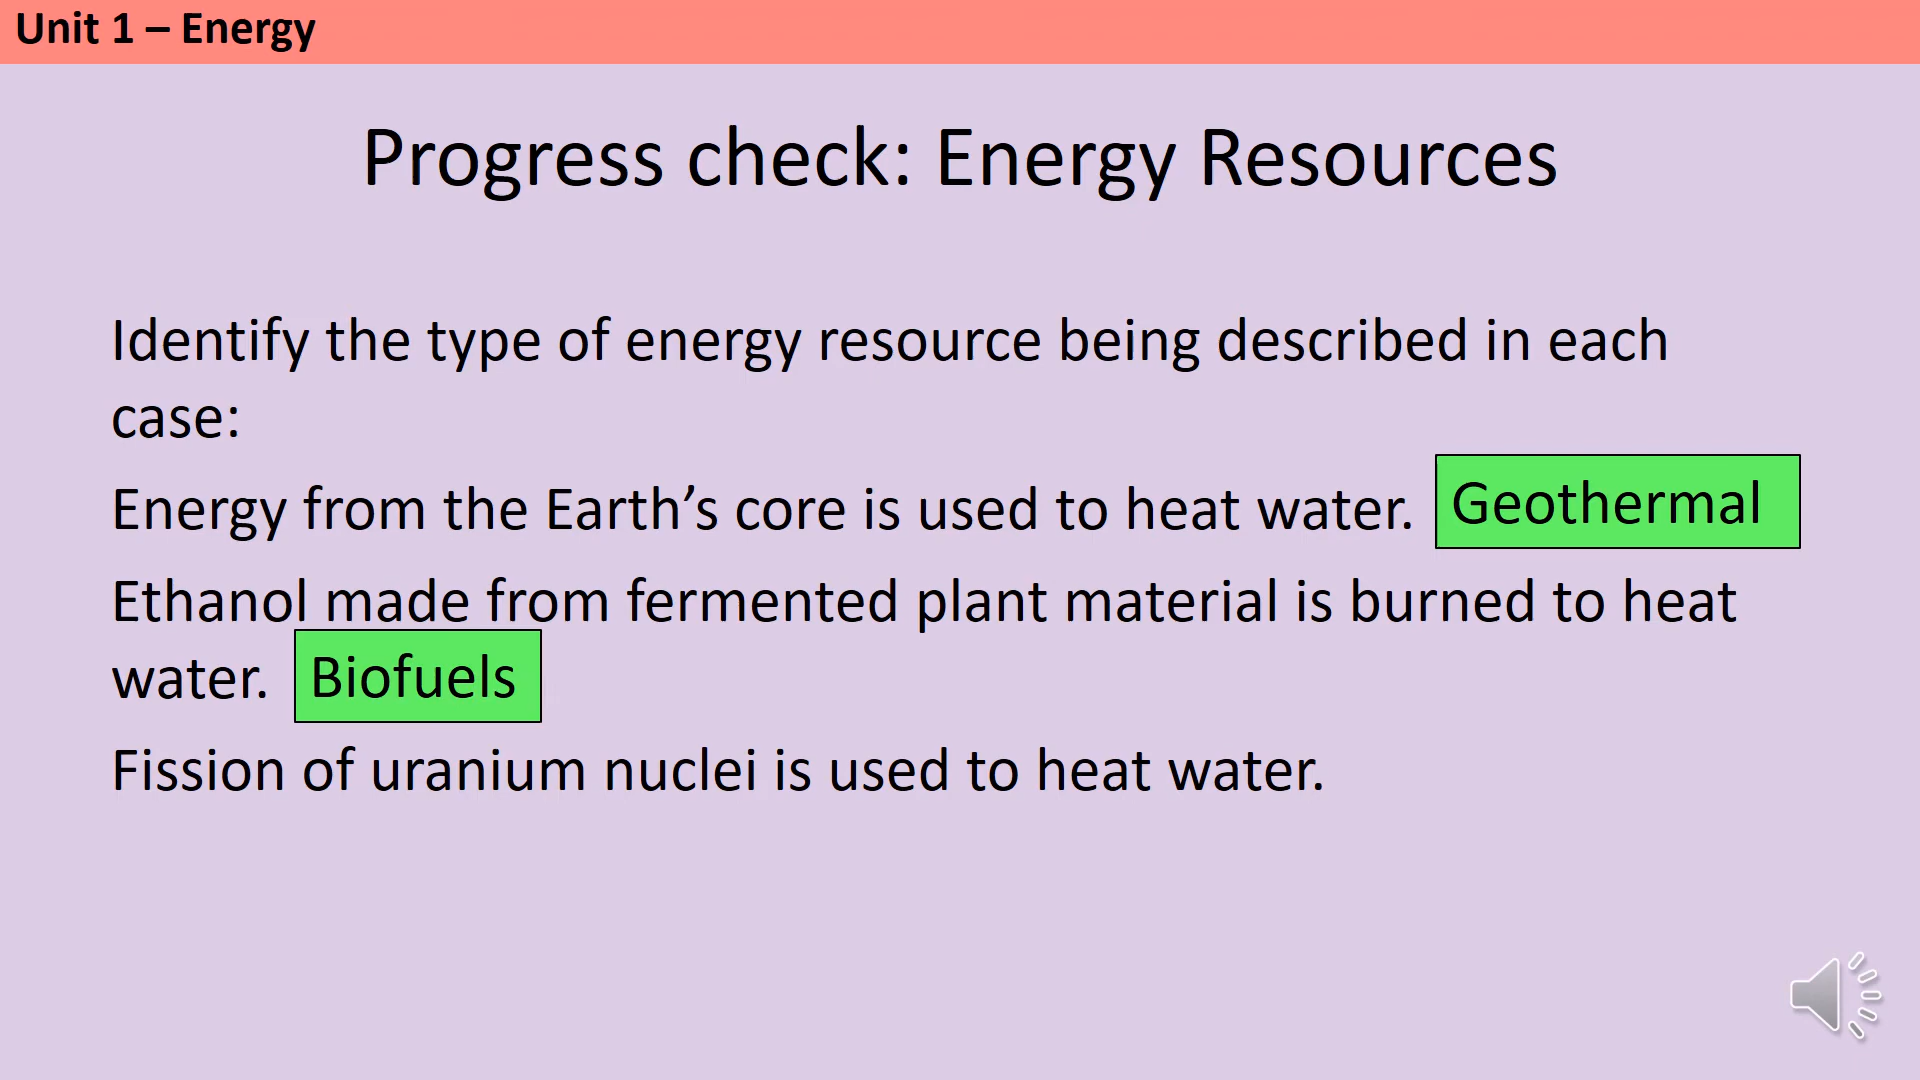 Unit 1 – Energy
Progress check: Energy Resources
Identify the type of energy resource being described in each
case:
Energy from the Earth’s core is used to heat water. Geothermal
Ethanol made from fermented plant material is burned to heat
water. Biofuels
Fission of uranium nuclei is used to heat water.